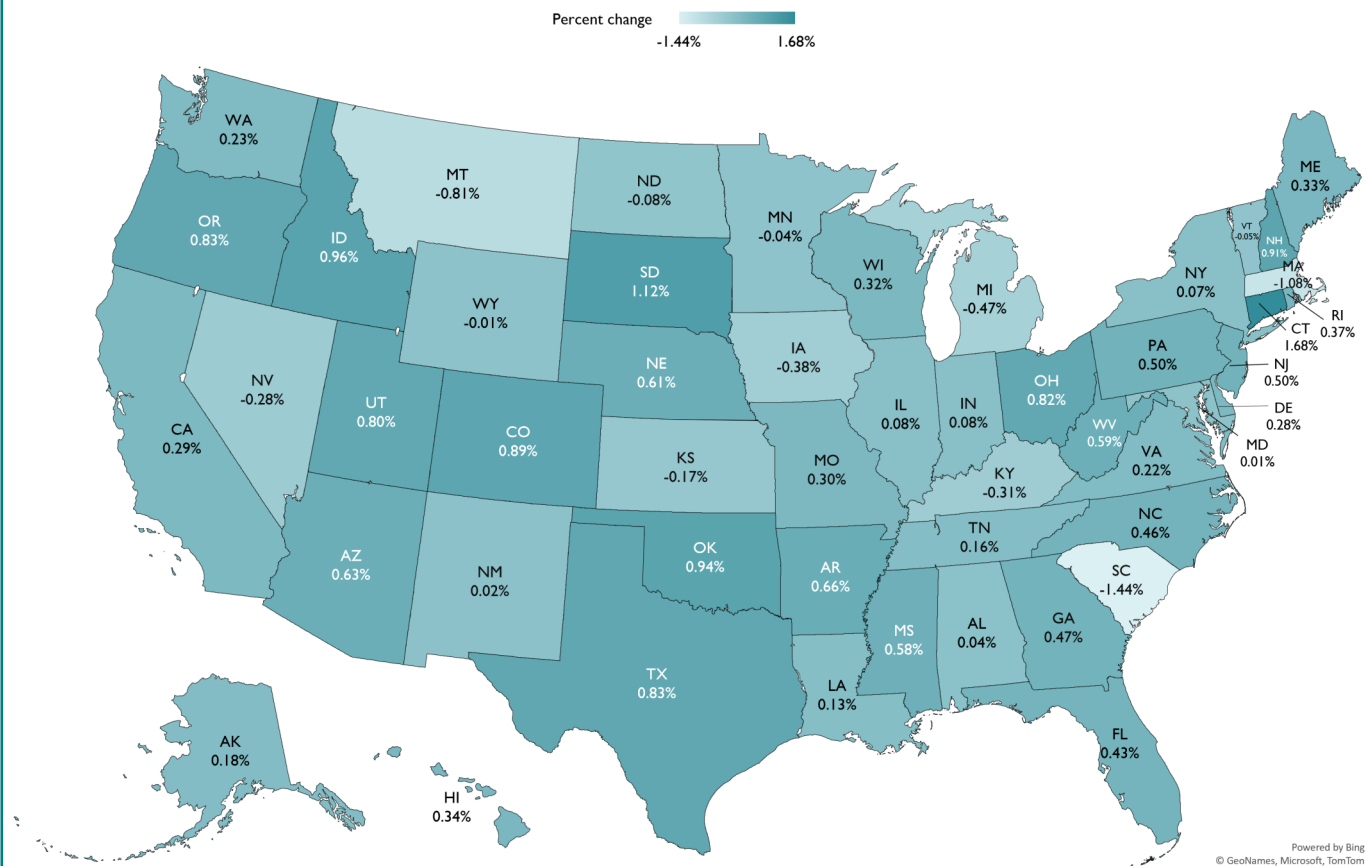 Percent change
-1.44% 1.68%
WA
0.23%
OR
0.83%
ID
0.96%
MT
-0.81%
ND
-0.08%
MN
-0.04%
SD
1.12%
WY
-0.01%
WI
0.32%
MI
-0.47%
NY
0.07%
VT
-0.05%
NH
0.91%
ME
0.33%
MA
-1.08%
RI
0.37%
CT
1.68%
PA
0.50%
NJ
0.50%
DE
0.28%
MD
0.01%
CA
0.29%
NV
-0.28%
UT
0.80%
CO
0.89%
NE
0.61%
IA
-0.38%
KS
-0.17%
MO
0.30%
IL
0.08%
IN
0.08%
OH
0.82%
WV
0.59%
VA
0.22%
KY
-0.31%
TN
0.16%
NC
0.46%
SC
-1.44%
AZ
0.63%
NM
0.02%
OK
0.94%
AR
0.66%
MS
0.58%
AL
0.04%
GA
0.47%
TX
0.83%
LA
0.13%
FL
0.43%
AK
0.18%
HI
0.34%
Powered by Bing
© GeoNames, Microsoft, TomTom